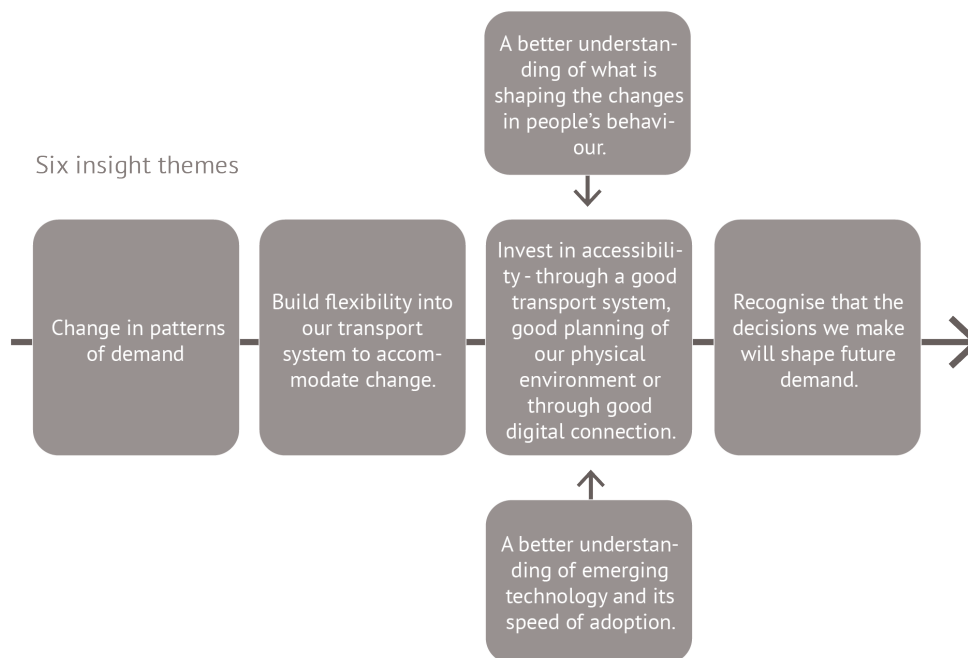 A better understan-
ding of what is
shaping the changes
in people's behavi-
our.
Six insight themes
Change in patterns
of demand
Build flexibility into
our transport
system to accom-
modate change.
Invest in accessibili-
ty - through a good
transport system,
good planning of
our physical
environment or
through good
digital connection.
Recognise that the
decisions we make
will shape future
demand.
A better understan-
ding of emerging
technology and its
speed of adoption.